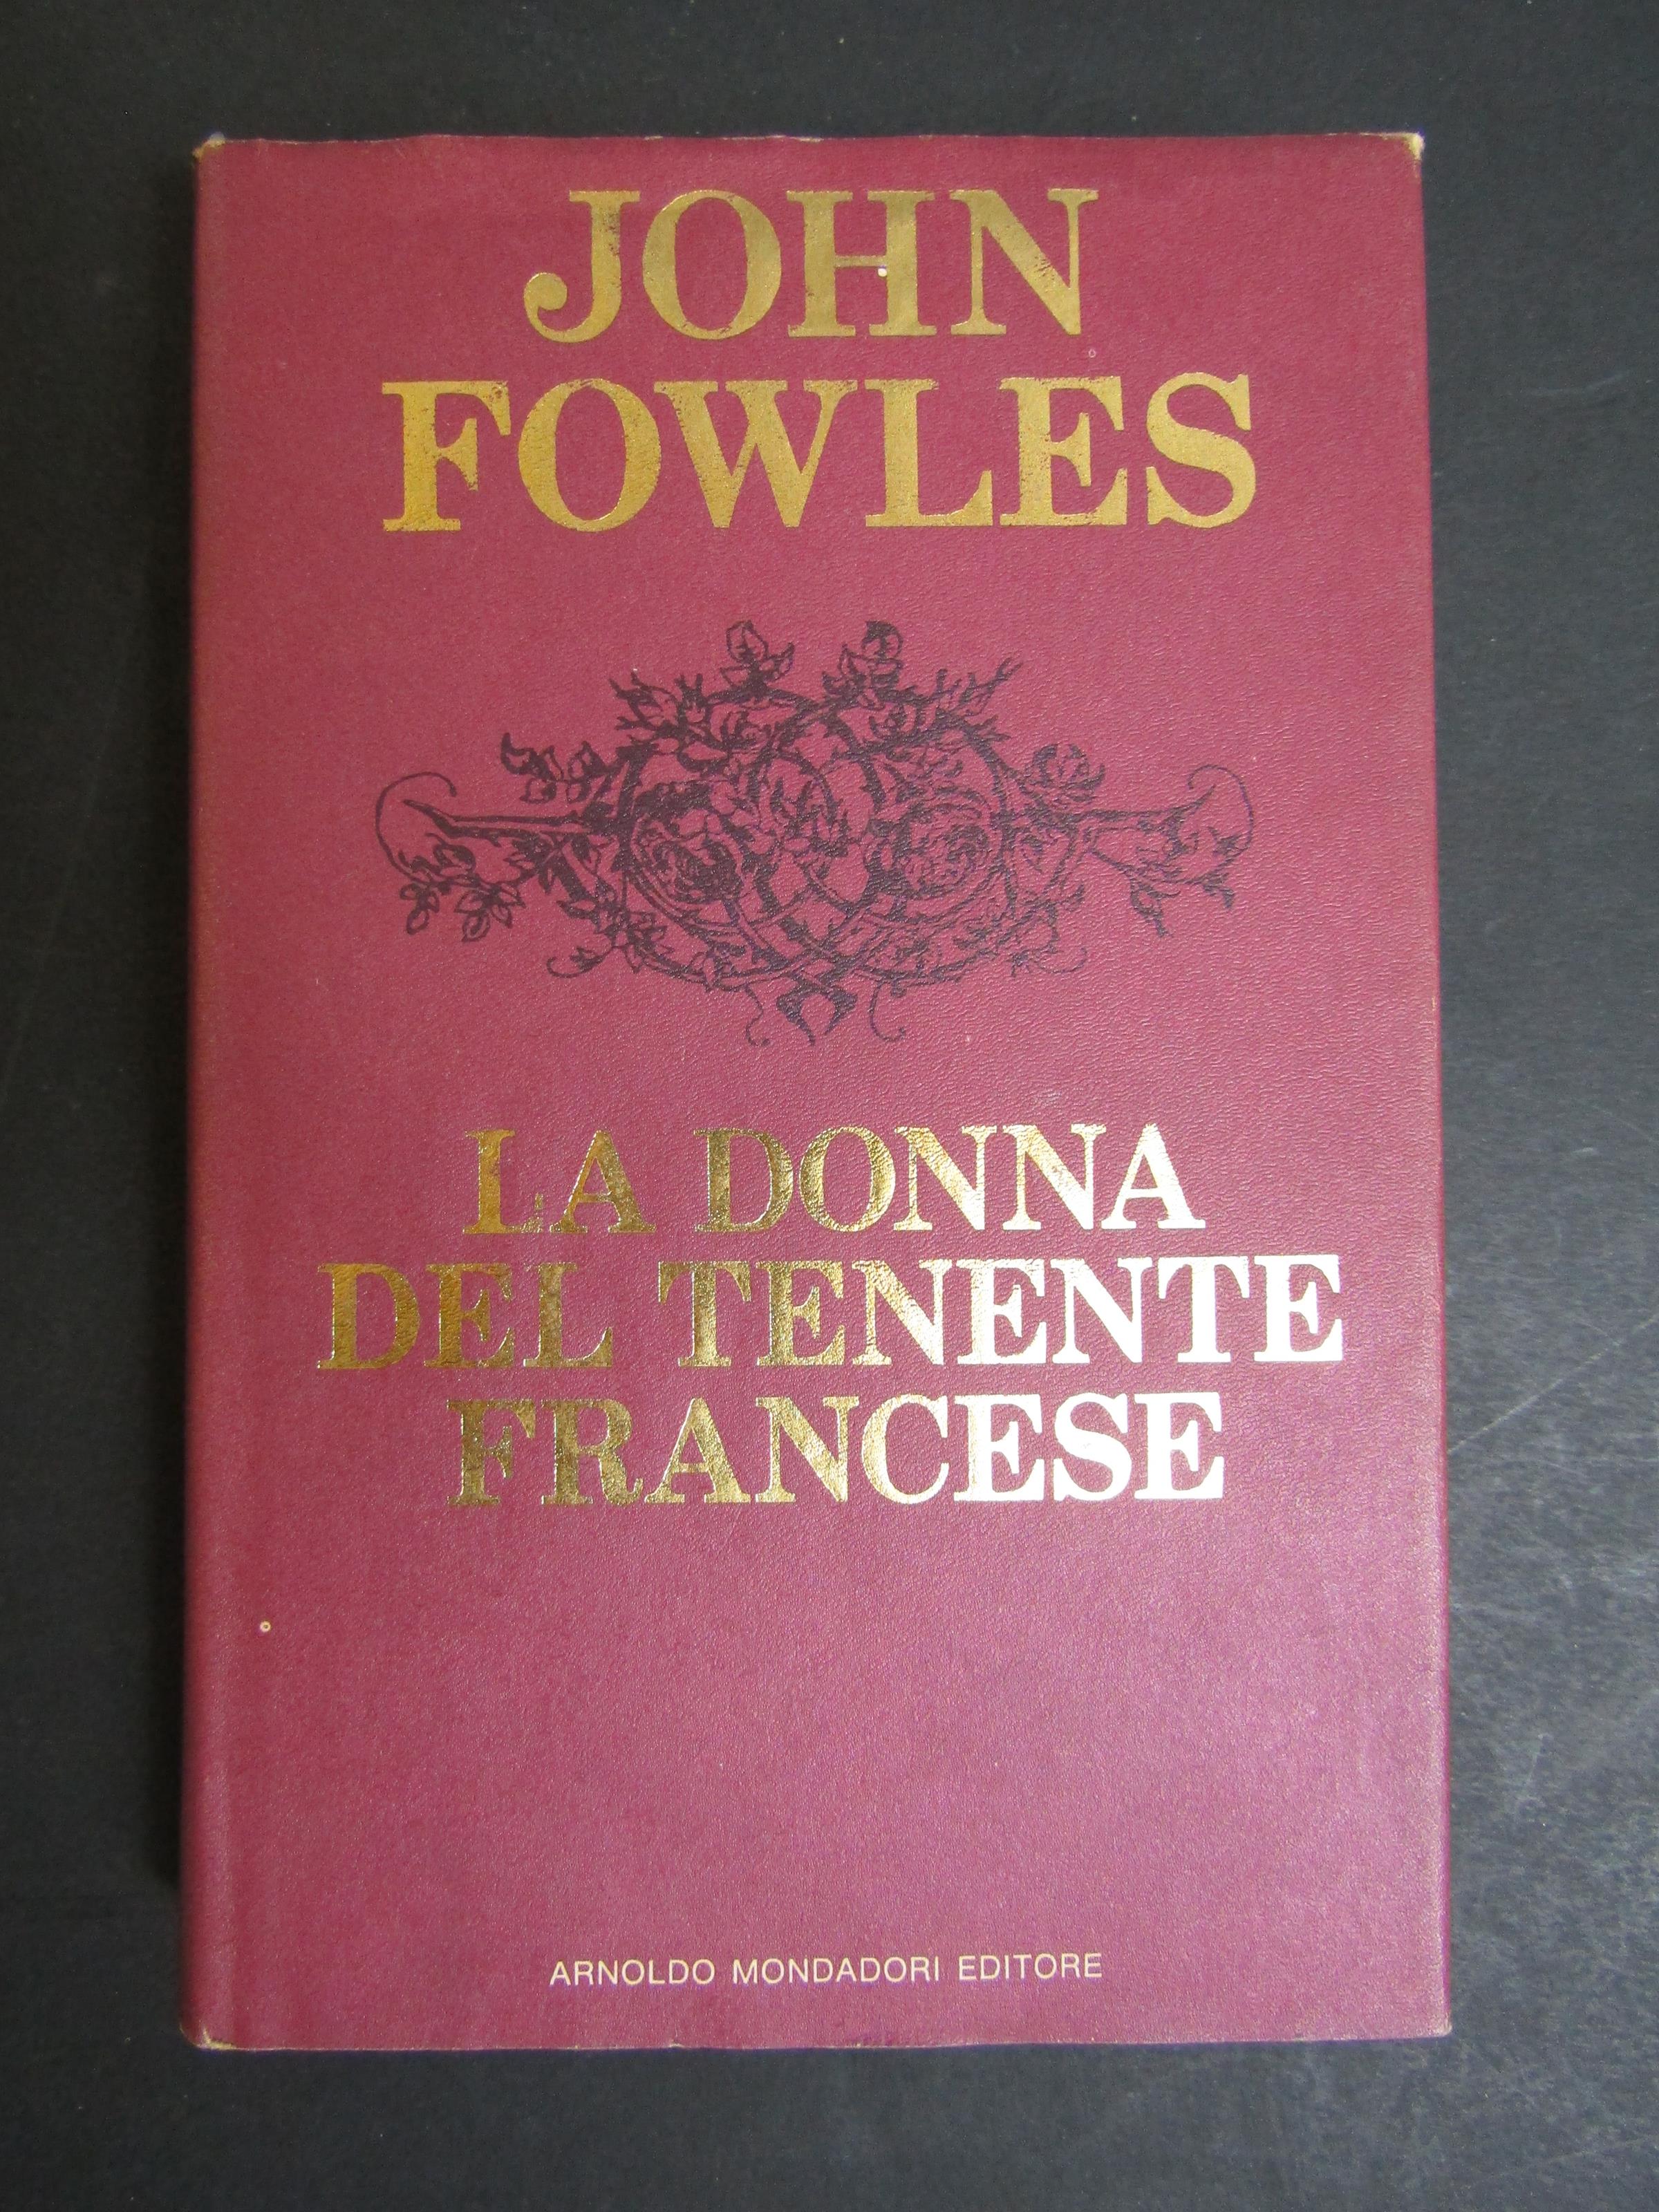 JOHN
FOWLES
LA DONNA
DEL TENENTE
FRANCESE
ARNOLDO MONDADORI EDITORE